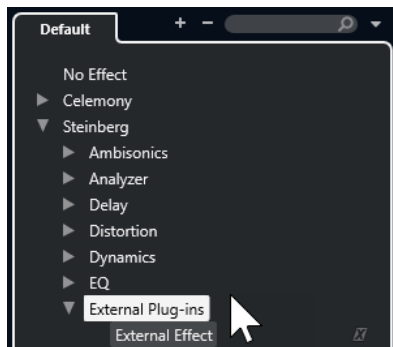 Default + −
No Effect
Celemony
Steinberg
Ambisonics
Analyzer
Delay
Distortion
Dynamics
EQ
External Plug-ins
External Effect